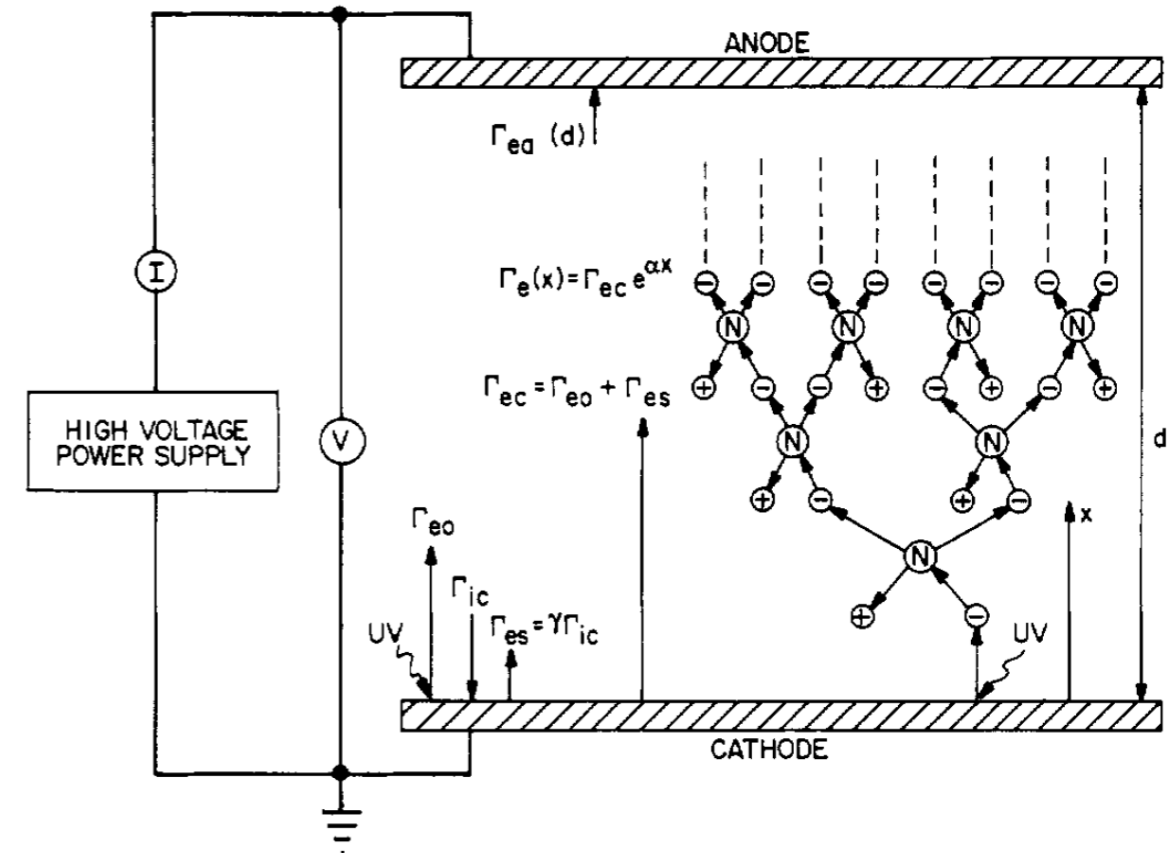 ANODE
Γea (d)
I
Γe(x)=Γec e^αx
N N N N
Γec=Γeo + Γes
HIGH VOLTAGE
POWER SUPPLY
V
N N
d
x
Γeo
N
Γic
UV
Γes=γΓic
UV
CATHODE